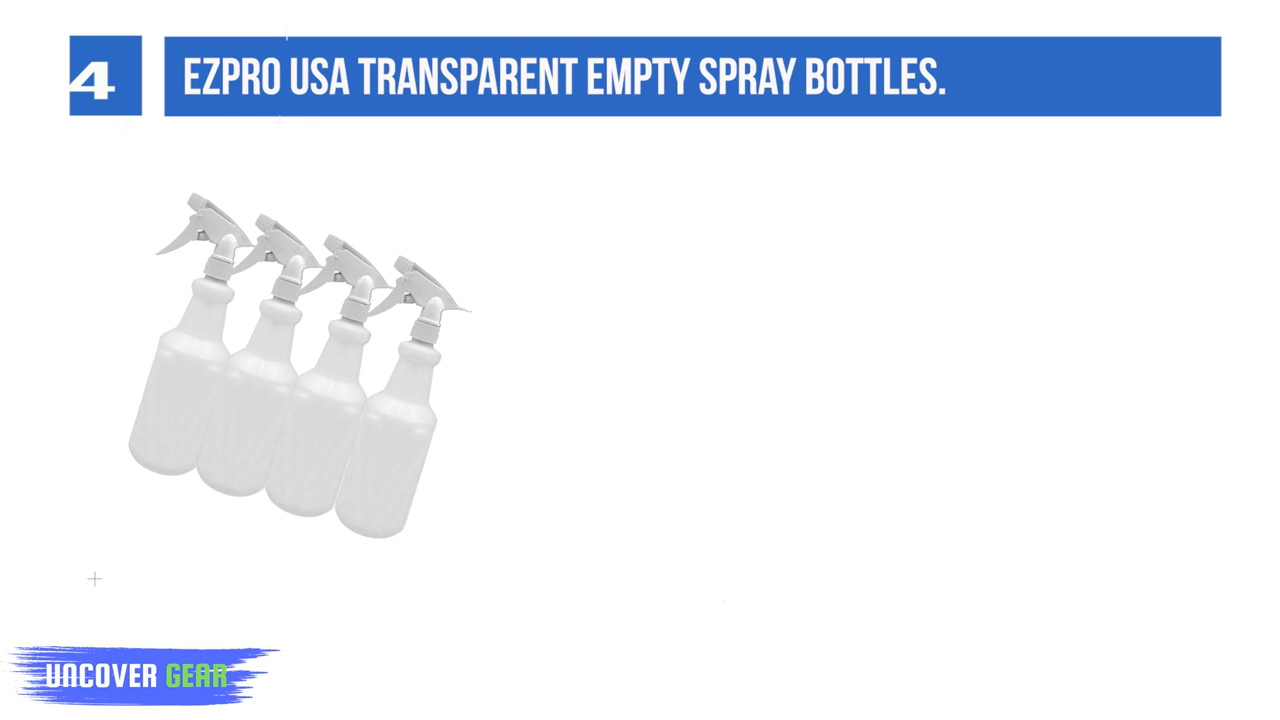 4
EZPRO USA TRANSPARENT EMPTY SPRAY BOTTLES.
UNCOVER GEAR